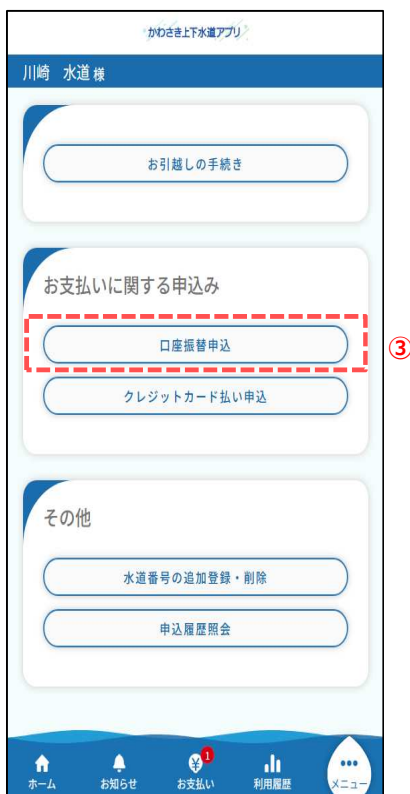 かわさき上下水道アプリ
川崎　水道 様
お引越しの手続き
お支払いに関する申込み
口座振替申込
③
クレジットカード払い申込
その他
水道番号の追加登録・削除
申込履歴照会
1
ホーム お知らせ お支払い 利用履歴 メニュー